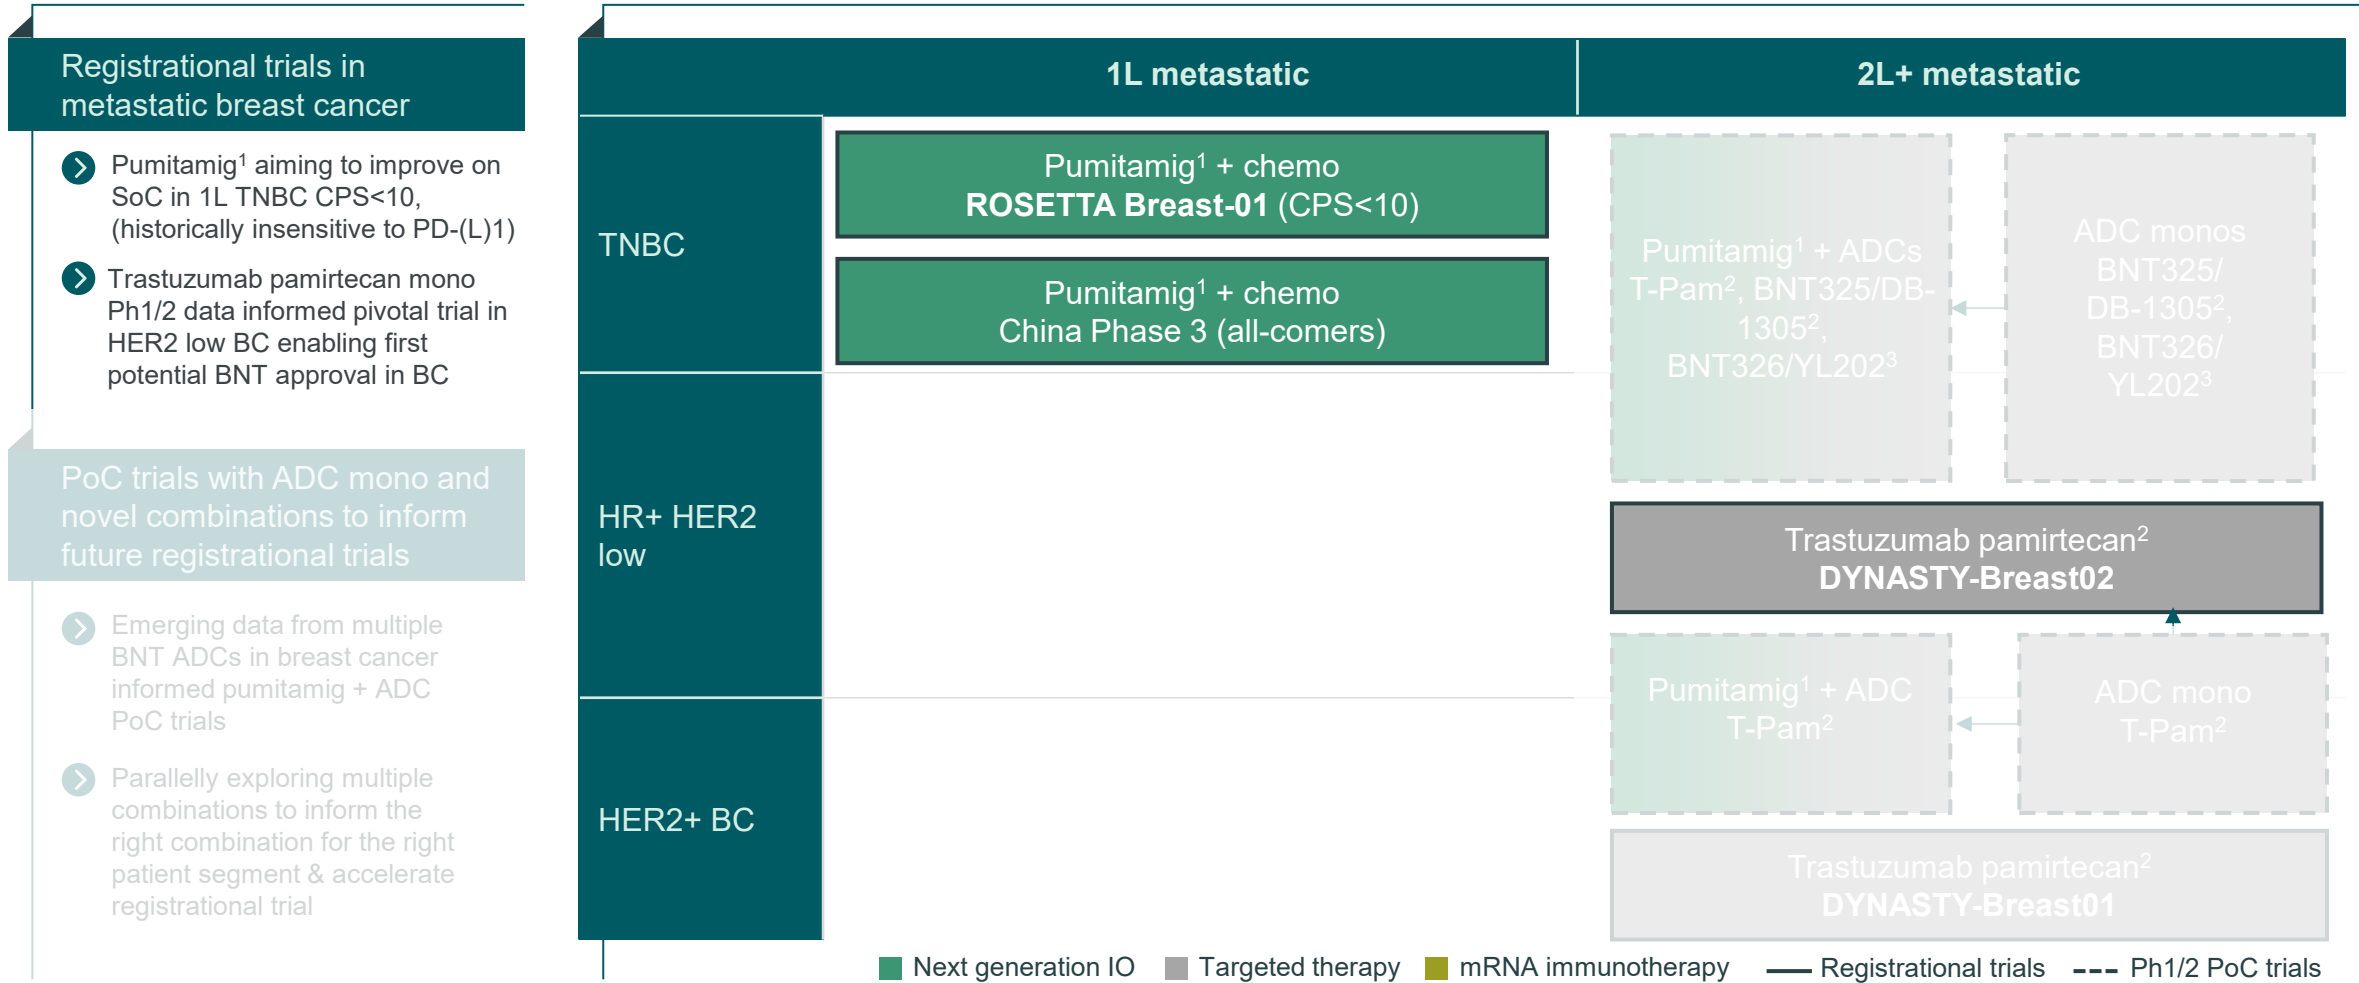 Registrational trials in
metastatic breast cancer
Pumitamig¹ aiming to improve on
SoC in 1L TNBC CPS<10,
(historically insensitive to PD-(L)1)
Trastuzumab pamirtecan mono
Ph1/2 data informed pivotal trial in
HER2 low BC enabling first
potential BNT approval in BC
PoC trials with ADC mono and
novel combinations to inform
future registrational trials
Emerging data from multiple
BNT ADCs in breast cancer
informed pumitamig + ADC
PoC trials
Parallelly exploring multiple
combinations to inform the
right combination for the right
patient segment & accelerate
registrational trial
1L metastatic
2L+ metastatic
TNBC
Pumitamig¹ + chemo
ROSETTA Breast-01 (CPS<10)
Pumitamig¹ + chemo
China Phase 3 (all-comers)
Pumitamig¹ + ADCs
T-Pam², BNT325/DB-
1305²,
BNT326/YL202³
ADC monos
BNT325/
DB-1305²,
BNT326/
YL202³
HR+ HER2
low
Trastuzumab pamirtecan²
DYNASTY-Breast02
Pumitamig¹ + ADC
T-Pam²
ADC mono
T-Pam²
HER2+ BC
Trastuzumab pamirtecan²
DYNASTY-Breast01
Next generation IO
Targeted therapy
mRNA immunotherapy
Registrational trials
Ph1/2 PoC trials